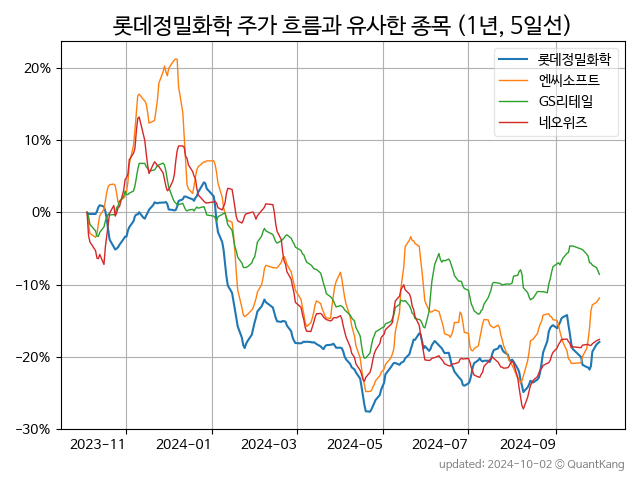 롯데정밀화학 주가 흐름과 유사한 종목 (1년, 5일선)
롯데정밀화학
엔씨소프트
GS리테일
네오위즈
20%
10%
0%
−10%
−20%
−30%
2023-11 2024-01 2024-03 2024-05 2024-07 2024-09
updated: 2024-10-02 © QuantKang